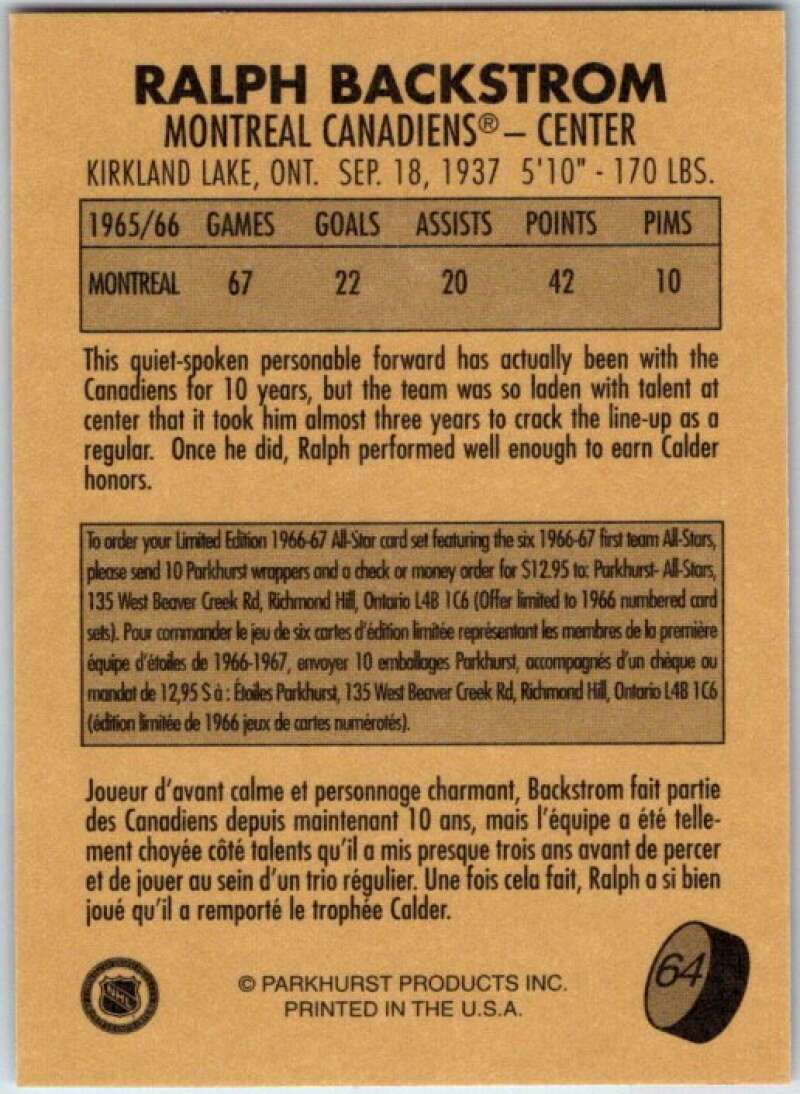 RALPH BACKSTROM
MONTREAL CANADIENS® – CENTER
KIRKLAND LAKE, ONT. SEP. 18, 1937 5'10" - 170 LBS.
1965/66 GAMES GOALS ASSISTS POINTS PIMS
MONTREAL 67 22 20 42 10
This quiet-spoken personable forward has actually been with the
Canadiens for 10 years, but the team was so laden with talent at
center that it took him almost three years to crack the line-up as a
regular. Once he did, Ralph performed well enough to earn Calder
honors.
To order your Limited Edition 1966-67 All-Star card set featuring the six 1966-67 first team All-Stars,
please send 10 Parkhurst wrappers and a check or money order for $12.95 to: Parkhurst- All-Stars,
135 West Beaver Creek Rd, Richmond Hill, Ontario L4B 1C6 (Offer limited to 1966 numbered card
sets). Pour commander le jeu de six cartes d'édition limitée représentant les membres de la première
équipe d'étoiles de 1966-1967, envoyer 10 emballages Parkhurst, accompagnés d'un chèque ou
mandat de 12,95 $ à : Étoiles Parkhurst, 135 West Beaver Creek Rd, Richmond Hill, Ontario L4B 1C6
(édition limitée de 1966 jeux de cartes numérotés).
Joueur d'avant calme et personnage charmant, Backstrom fait partie
des Canadiens depuis maintenant 10 ans, mais l'équipe a été telle-
ment choyée côté talents qu'il a mis presque trois ans avant de percer
et de jouer au sein d'un trio régulier. Une fois cela fait, Ralph a si bien
joué qu'il a remporté le trophée Calder.
64
NHL
© PARKHURST PRODUCTS INC.
PRINTED IN THE U.S.A.